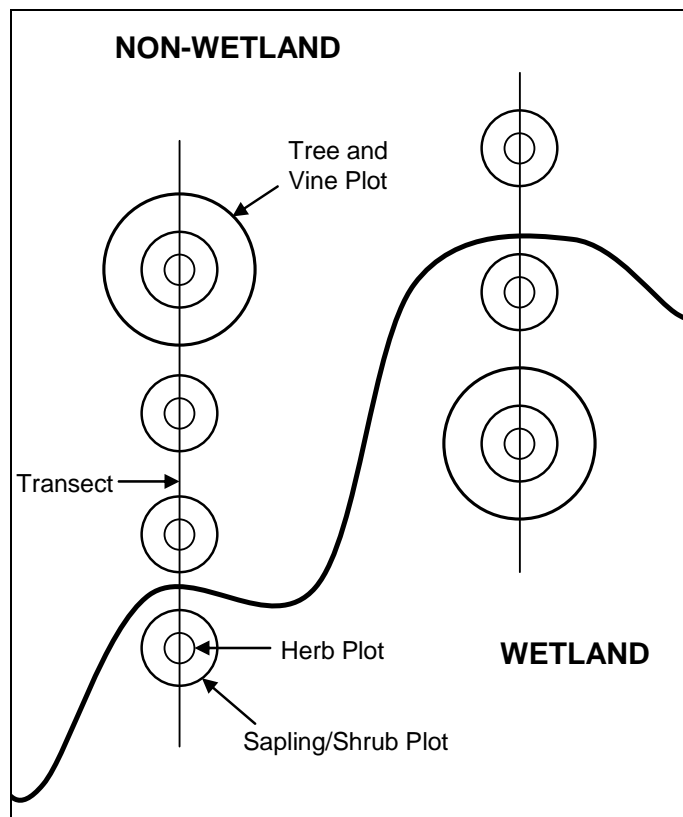 NON-WETLAND
Tree and
Vine Plot
Transect
Herb Plot
WETLAND
Sapling/Shrub Plot